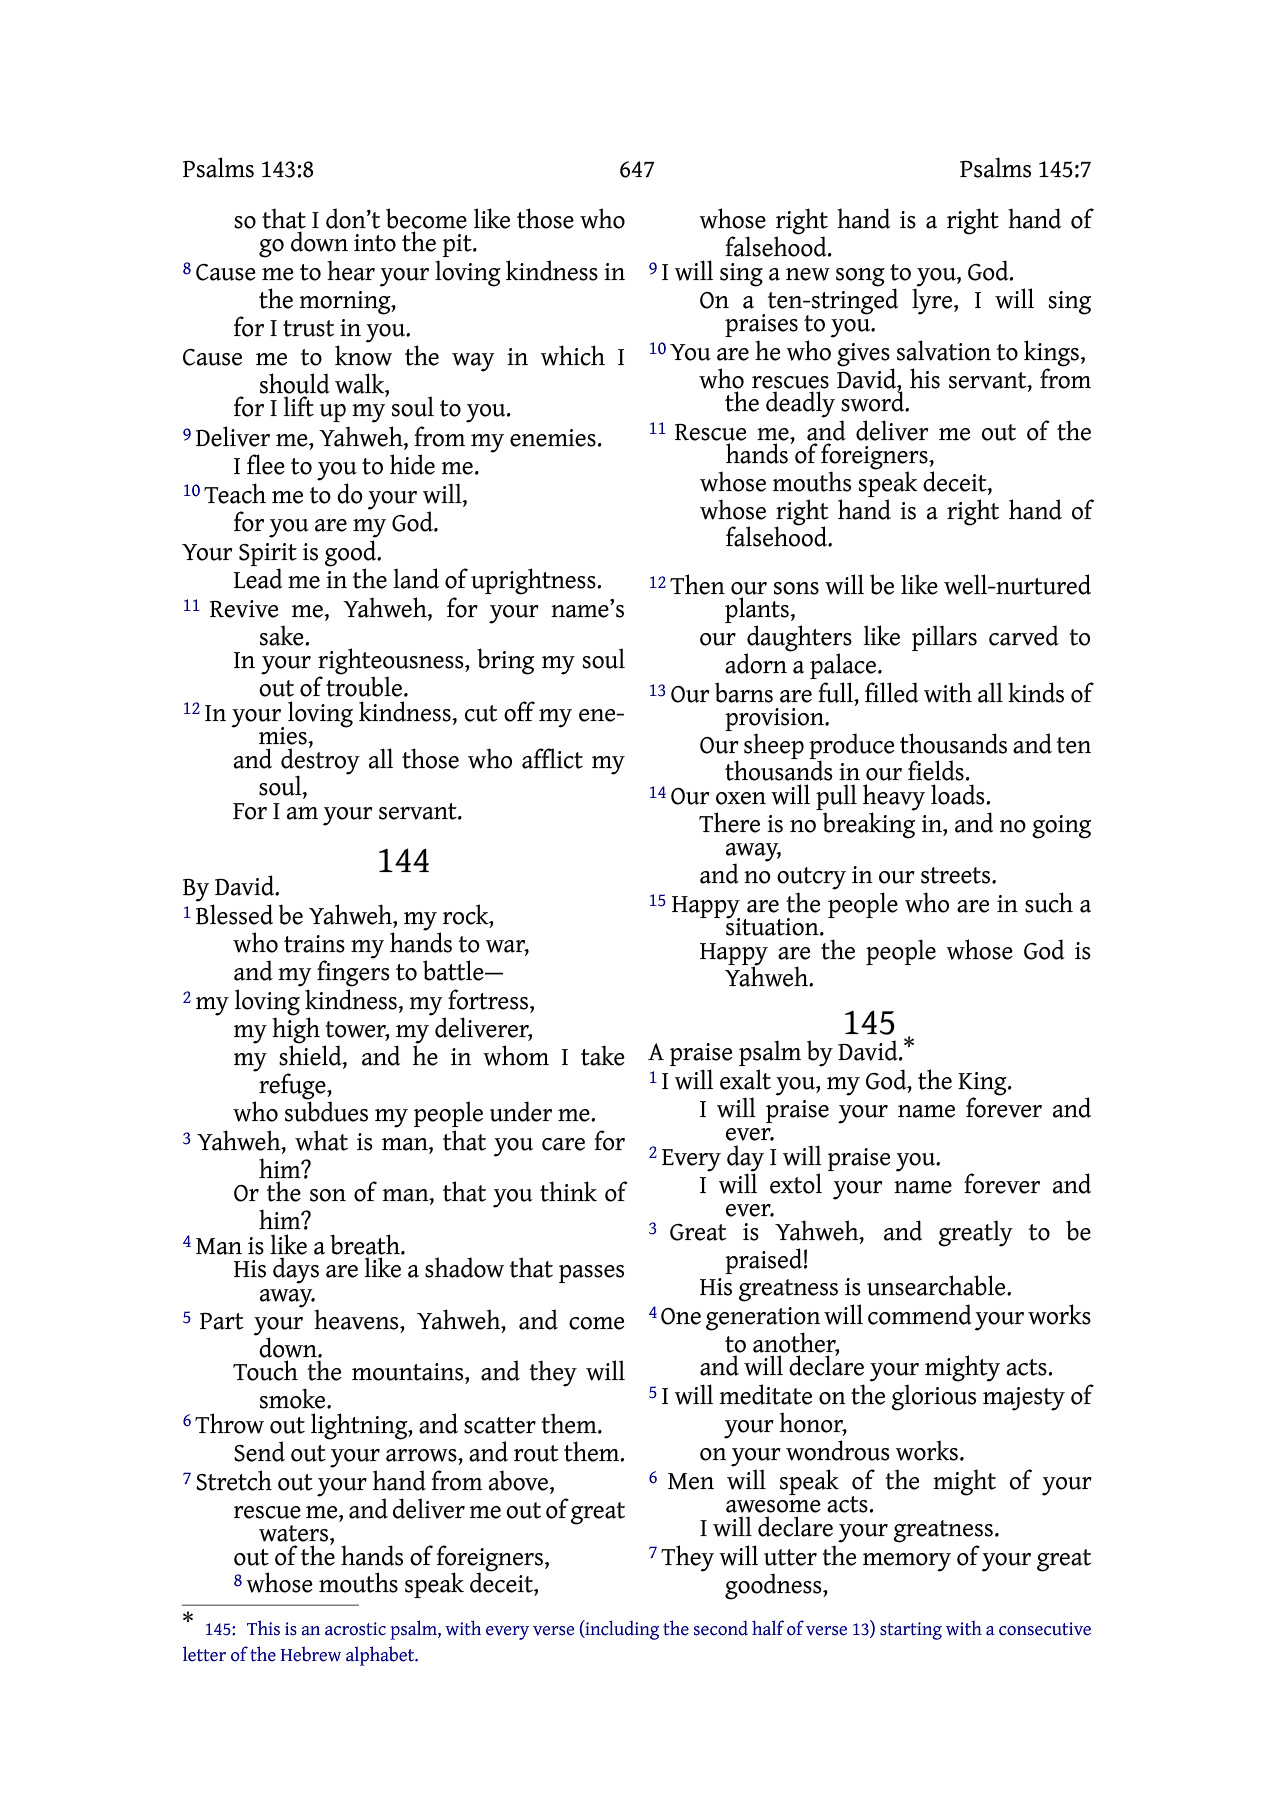 Psalms 143:8 647 Psalms 145:7
so that I don’t become like those who
go down into the pit.
8 Cause me to hear your loving kindness in
the morning,
for I trust in you.
Cause me to know the way in which I
should walk,
for I lift up my soul to you.
9 Deliver me, Yahweh, from my enemies.
I flee to you to hide me.
10 Teach me to do your will,
for you are my God.
Your Spirit is good.
Lead me in the land of uprightness.
11 Revive me, Yahweh, for your name’s
sake.
In your righteousness, bring my soul
out of trouble.
12 In your loving kindness, cut off my ene-
mies,
and destroy all those who afflict my
soul,
For I am your servant.
144
By David.
1 Blessed be Yahweh, my rock,
who trains my hands to war,
and my fingers to battle—
2 my loving kindness, my fortress,
my high tower, my deliverer,
my shield, and he in whom I take
refuge,
who subdues my people under me.
3 Yahweh, what is man, that you care for
him?
Or the son of man, that you think of
him?
4 Man is like a breath.
His days are like a shadow that passes
away.
5 Part your heavens, Yahweh, and come
down.
Touch the mountains, and they will
smoke.
6 Throw out lightning, and scatter them.
Send out your arrows, and rout them.
7 Stretch out your hand from above,
rescue me, and deliver me out of great
waters,
out of the hands of foreigners,
8 whose mouths speak deceit,
whose right hand is a right hand of
falsehood.
9 I will sing a new song to you, God.
On a ten-stringed lyre, I will sing
praises to you.
10 You are he who gives salvation to kings,
who rescues David, his servant, from
the deadly sword.
11 Rescue me, and deliver me out of the
hands of foreigners,
whose mouths speak deceit,
whose right hand is a right hand of
falsehood.
12 Then our sons will be like well-nurtured
plants,
our daughters like pillars carved to
adorn a palace.
13 Our barns are full, filled with all kinds of
provision.
Our sheep produce thousands and ten
thousands in our fields.
14 Our oxen will pull heavy loads.
There is no breaking in, and no going
away,
and no outcry in our streets.
15 Happy are the people who are in such a
situation.
Happy are the people whose God is
Yahweh.
145
A praise psalm by David.*
1 I will exalt you, my God, the King.
I will praise your name forever and
ever.
2 Every day I will praise you.
I will extol your name forever and
ever.
3 Great is Yahweh, and greatly to be
praised!
His greatness is unsearchable.
4 One generation will commend your works
to another,
and will declare your mighty acts.
5 I will meditate on the glorious majesty of
your honor,
on your wondrous works.
6 Men will speak of the might of your
awesome acts.
I will declare your greatness.
7 They will utter the memory of your great
goodness,
* 145: This is an acrostic psalm, with every verse (including the second half of verse 13) starting with a consecutive
letter of the Hebrew alphabet.